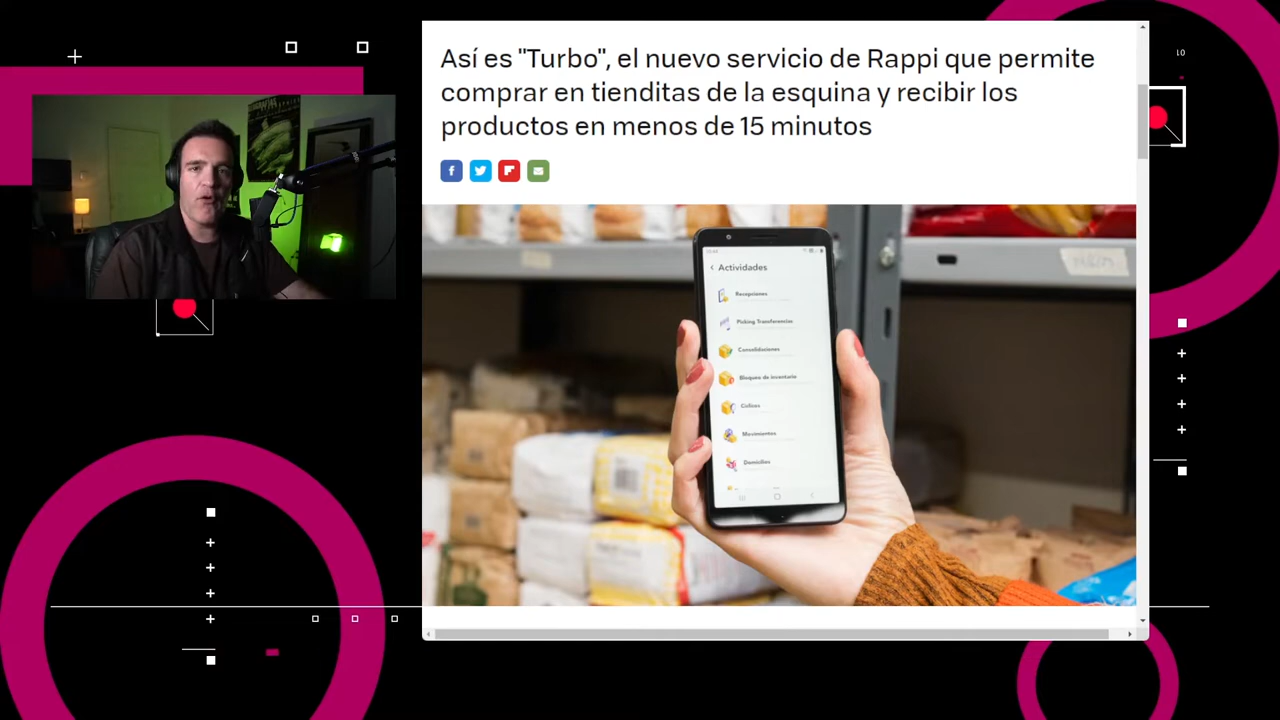 Así es "Turbo", el nuevo servicio de Rappi que permite
comprar en tienditas de la esquina y recibir los
productos en menos de 15 minutos
Actividades
Recepciones
Picking Transferencias
Consolidaciones
Bloqueo de inventario
Movimientos
Domicilios